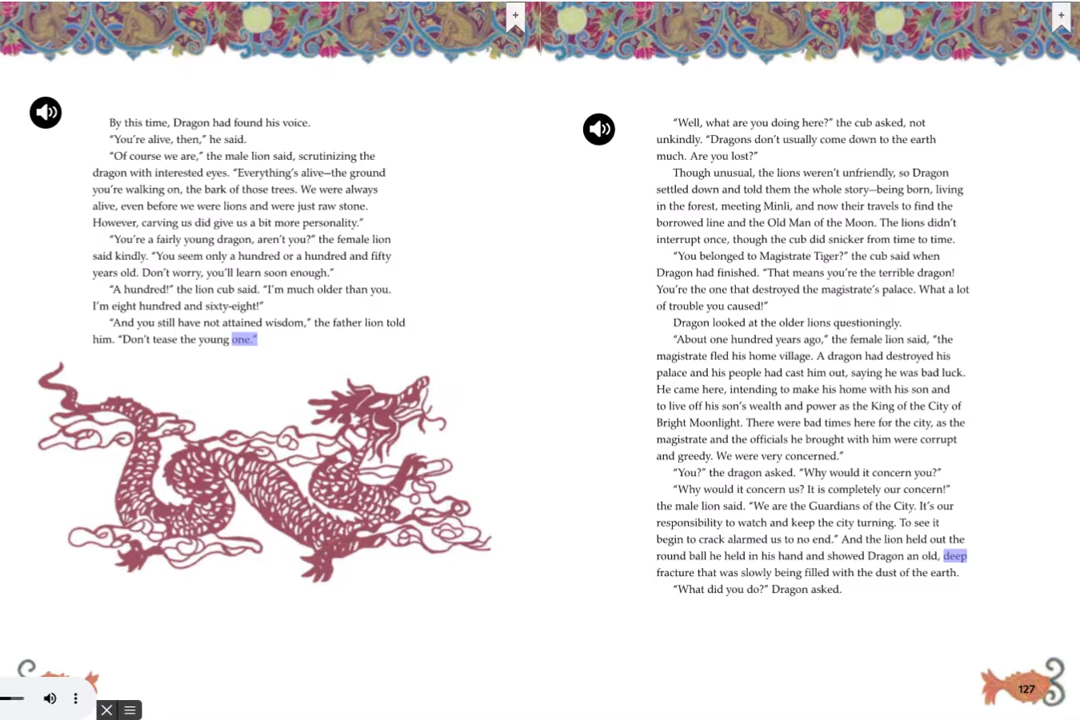 By this time, Dragon had found his voice.
“You’re alive, then,” he said.
“Of course we are,” the male lion said, scrutinizing the
dragon with interested eyes. “Everything’s alive—the ground
you’re walking on, the bark of those trees. We were always
alive, even before we were lions and were just raw stone.
However, carving us did give us a bit more personality.”
“You’re a fairly young dragon, aren’t you?” the female lion
said kindly. “You seem only a hundred or a hundred and fifty
years old. Don’t worry, you’ll learn soon enough.”
“A hundred!” the lion cub said. “I’m much older than you.
I’m eight hundred and sixty-eight!”
“And you still have not attained wisdom,” the father lion told
him. “Don’t tease the young one.”
“Well, what are you doing here?” the cub asked, not
unkindly. “Dragons don’t usually come down to the earth
much. Are you lost?”
Though unusual, the lions weren’t unfriendly, so Dragon
settled down and told them the whole story—being born, living
in the forest, meeting Minli, and now their travels to find the
borrowed line and the Old Man of the Moon. The lions didn’t
interrupt once, though the cub did snicker from time to time.
“You belonged to Magistrate Tiger?” the cub said when
Dragon had finished. “That means you’re the terrible dragon!
You’re the one that destroyed the magistrate’s palace. What a lot
of trouble you caused!”
Dragon looked at the older lions questioningly.
“About one hundred years ago,” the female lion said, “the
magistrate fled his home village. A dragon had destroyed his
palace and his people had cast him out, saying he was bad luck.
He came here, intending to make his home with his son and
to live off his son’s wealth and power as the King of the City of
Bright Moonlight. There were bad times here for the city, as the
magistrate and the officials he brought with him were corrupt
and greedy. We were very concerned.”
“You?” the dragon asked. “Why would it concern you?”
“Why would it concern us? It is completely our concern!”
the male lion said. “We are the Guardians of the City. It’s our
responsibility to watch and keep the city turning. To see it
begin to crack alarmed us to no end.” And the lion held out the
round ball he held in his hand and showed Dragon an old, deep
fracture that was slowly being filled with the dust of the earth.
“What did you do?” Dragon asked.
127